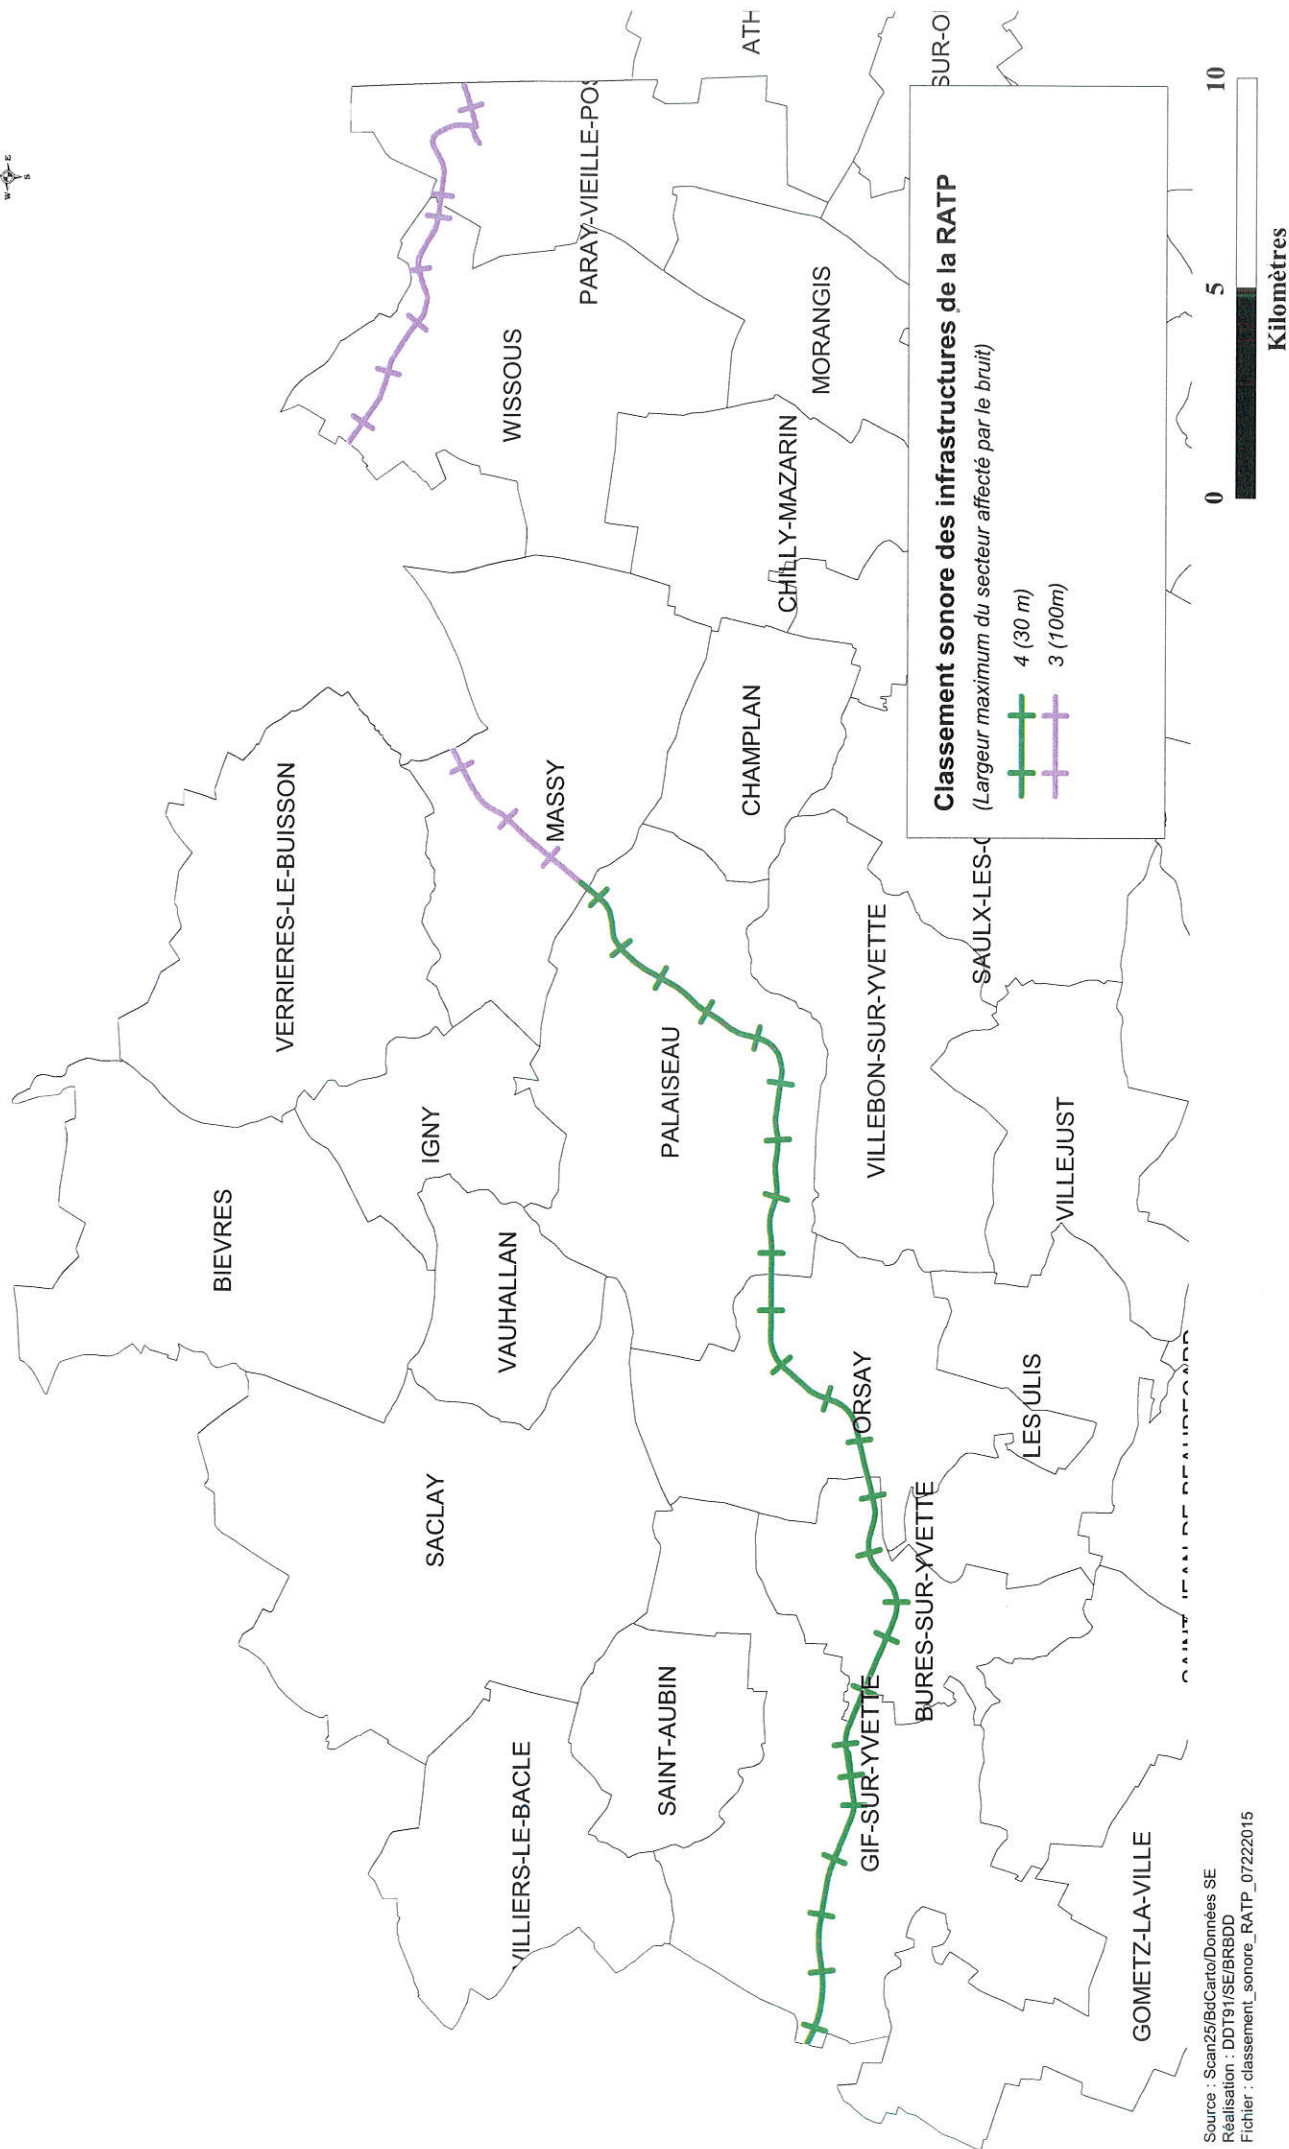 W
E
S
BIEVRES
VERRIERES-LE-BUISSON
IGNY
SACLAY
VAUHALLAN
VILLIERS-LE-BACLE
MASSY
WISSOUS
SAINT-AUBIN
PALAISEAU
PARAY-VIEILLE-POS
CHAMPLAN
CHILLY-MAZARIN
MORANGIS
ATH
GIF-SUR-YVETTE
ORSAY
VILLEBON-SUR-YVETTE
BURES-SUR-YVETTE
SUR-O
SAULX-LES-C
LES ULIS
VILLEJUST
GOMETZ-LA-VILLE
Classement sonore des infrastructures de la RATP
(Largeur maximum du secteur affecté par le bruit)
4 (30 m)
3 (100m)
0 5 10
Kilomètres
Source : Scan25/BdCarto/Données SE
Réalisation : DDT91/SE/BRBDD
Fichier : classement_sonore_RATP_07222015